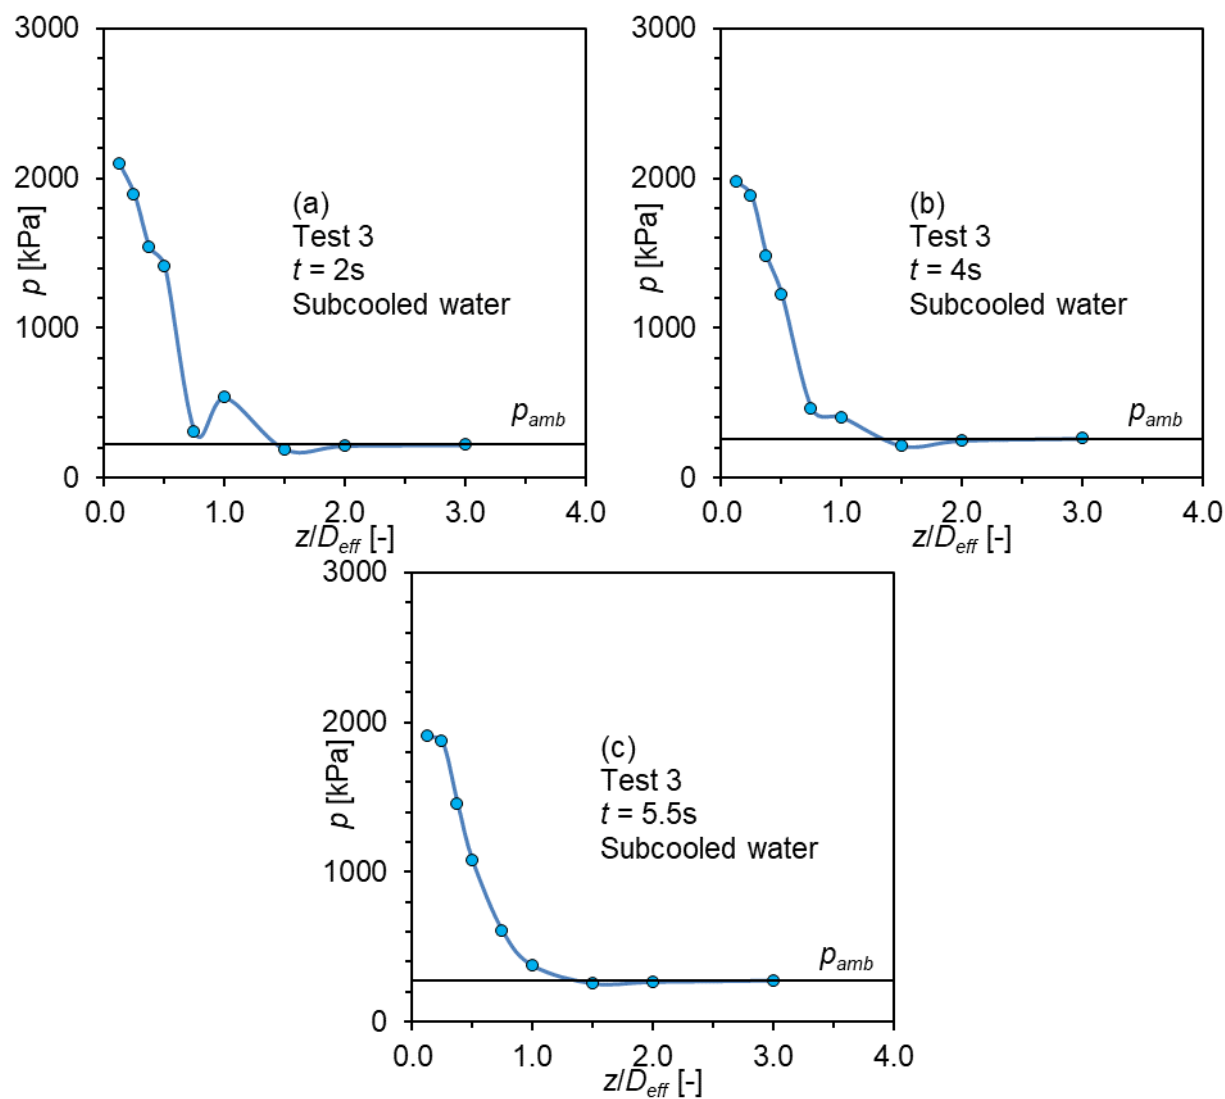 3000
2000
1000
0
p [kPa]
(a)
Test 3
t = 2s
Subcooled water
p_amb
0.0 1.0 2.0 3.0 4.0
z/D_eff [-]
3000
2000
1000
0
p [kPa]
(b)
Test 3
t = 4s
Subcooled water
p_amb
0.0 1.0 2.0 3.0 4.0
z/D_eff [-]
3000
2000
1000
0
p [kPa]
(c)
Test 3
t = 5.5s
Subcooled water
p_amb
0.0 1.0 2.0 3.0 4.0
z/D_eff [-]